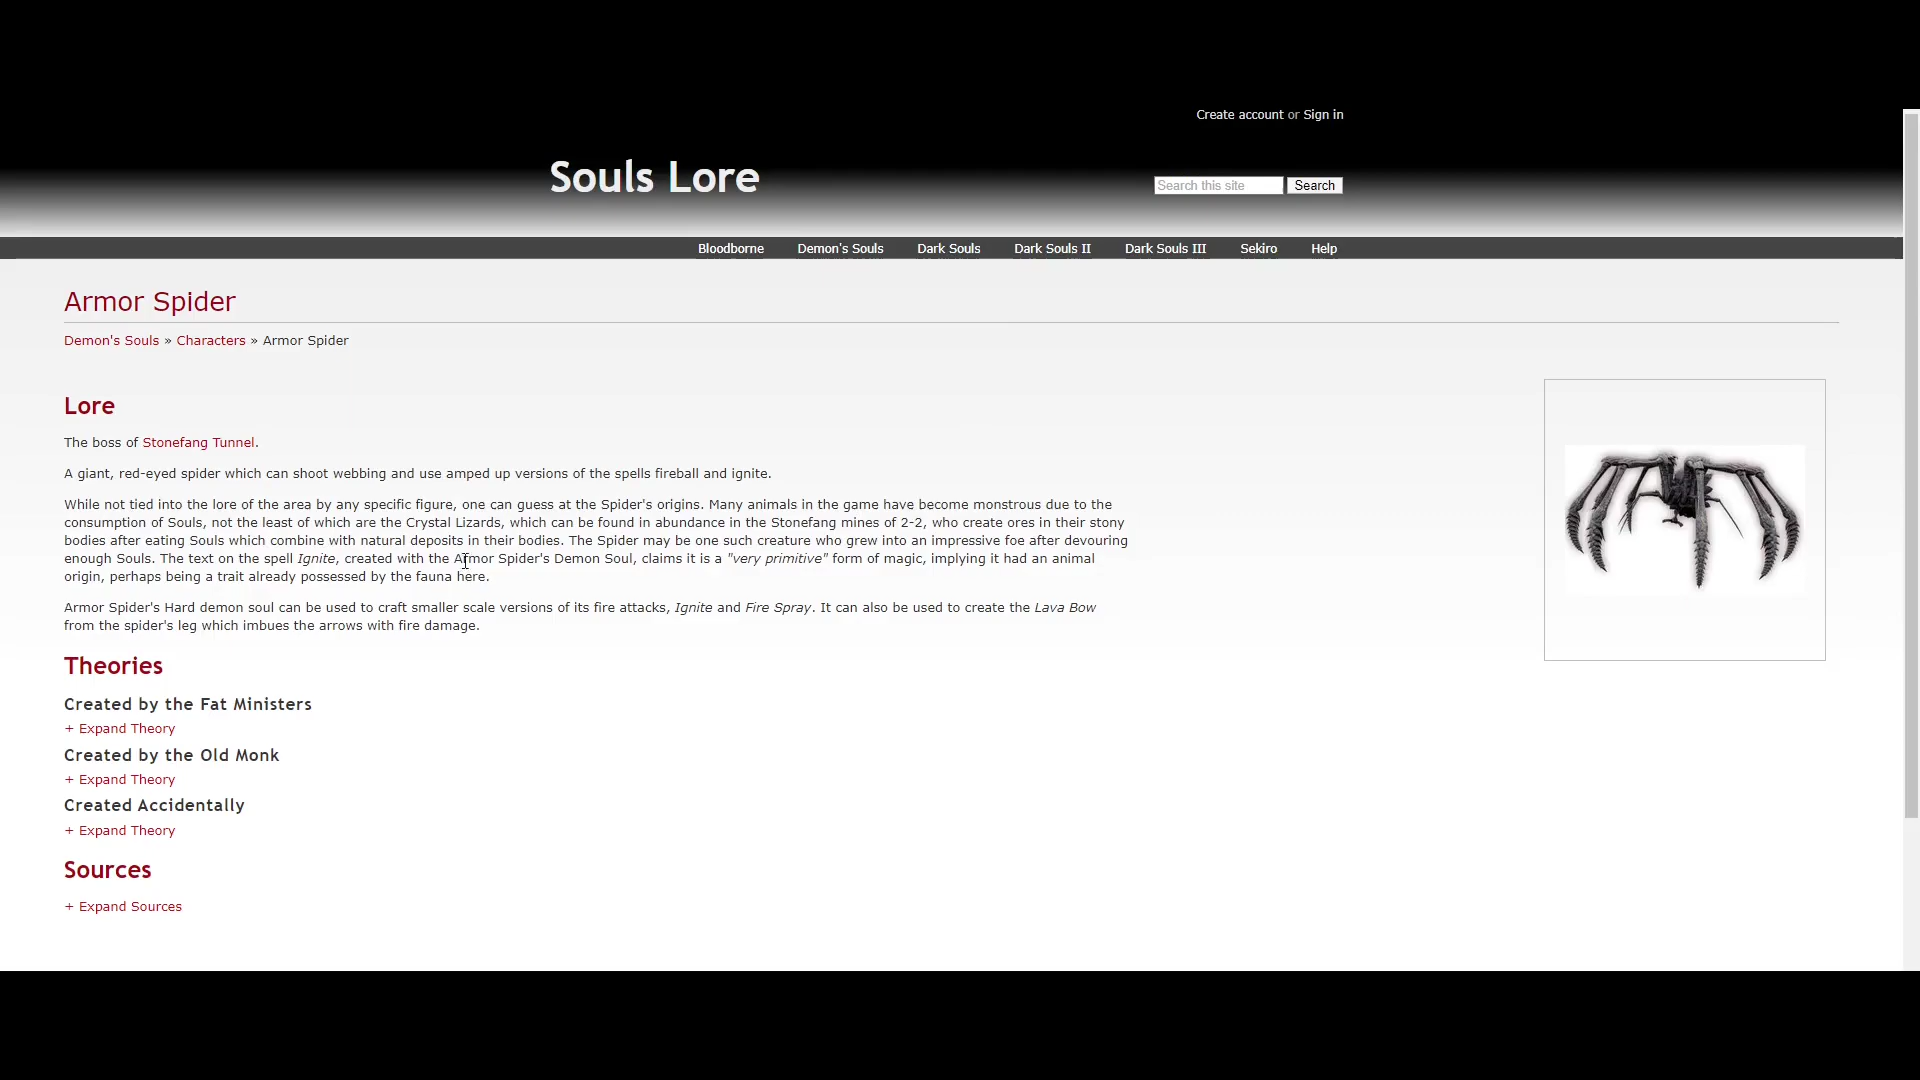 Create account or Sign in
Souls Lore
Search this site Search
Bloodborne Demon's Souls Dark Souls Dark Souls II Dark Souls III Sekiro Help
Armor Spider
Demon's Souls » Characters » Armor Spider
Lore
The boss of Stonefang Tunnel.
A giant, red-eyed spider which can shoot webbing and use amped up versions of the spells fireball and ignite.
While not tied into the lore of the area by any specific figure, one can guess at the Spider's origins. Many animals in the game have become monstrous due to the
consumption of Souls, not the least of which are the Crystal Lizards, which can be found in abundance in the Stonefang mines of 2-2, who create ores in their stony
bodies after eating Souls which combine with natural deposits in their bodies. The Spider may be one such creature who grew into an impressive foe after devouring
enough Souls. The text on the spell Ignite, created with the Armor Spider's Demon Soul, claims it is a "very primitive" form of magic, implying it had an animal
origin, perhaps being a trait already possessed by the fauna here.
Armor Spider's Hard demon soul can be used to craft smaller scale versions of its fire attacks, Ignite and Fire Spray. It can also be used to create the Lava Bow
from the spider's leg which imbues the arrows with fire damage.
Theories
Created by the Fat Ministers
+ Expand Theory
Created by the Old Monk
+ Expand Theory
Created Accidentally
+ Expand Theory
Sources
+ Expand Sources